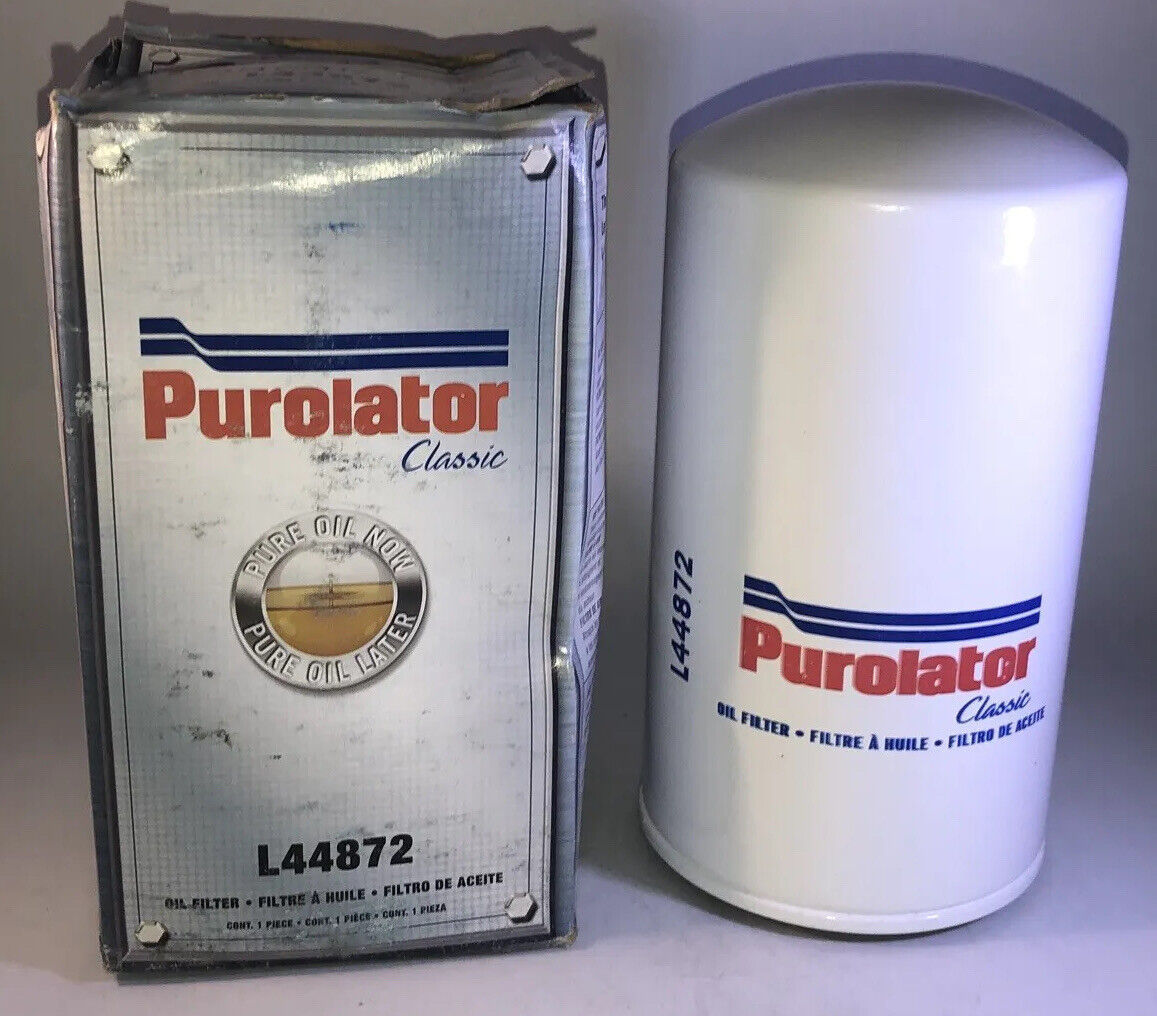 Purolator
Classic
PURE OIL NOW
PURE OIL LATER
L44872
OIL FILTER • FILTRE À HUILE • FILTRO DE ACEITE
CONT. 1 PIECE • CONT. 1 PIÈCE • CONT. 1 PIEZA
L44872
Purolator
Classic
OIL FILTER • FILTRE À HUILE • FILTRO DE ACEITE